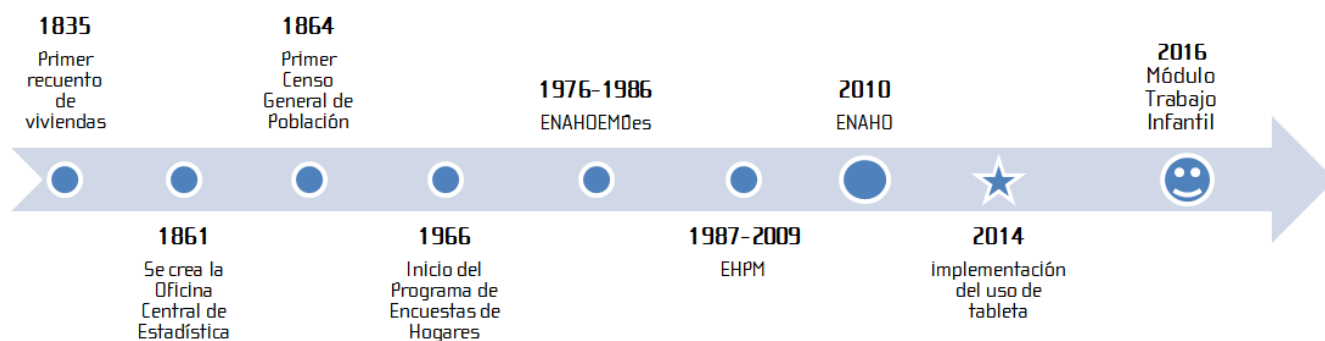 1835
Primer
recuento
de
viviendas
1864
Primer
Censo
General de
Población
1976-1986
ENAHOEMDes
2010
ENAHO
2016
Módulo
Trabajo
Infantil
1861
Se crea la
Oficina
Central de
Estadística
1966
Inicio del
Programa de
Encuestas de
Hogares
1987-2009
EHPM
2014
implementación
del uso de
tableta